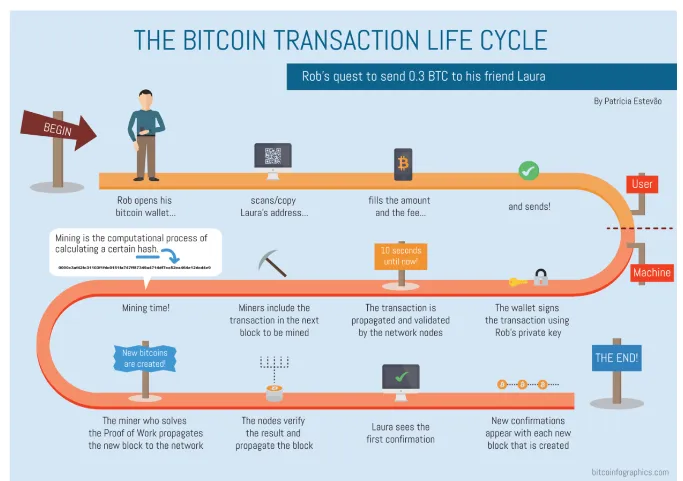 THE BITCOIN TRANSACTION LIFE CYCLE
Rob's quest to send 0.3 BTC to his friend Laura
By Patrícia Estevão
BEGIN
Rob opens his
bitcoin wallet...
scans/copy
Laura's address...
fills the amount
and the fee...
and sends!
User
Machine
Mining is the computational process of
calculating a certain hash.
10 seconds
until now!
Mining time!
Miners include the
transaction in the next
block to be mined
The transaction is
propagated and validated
by the network nodes
The wallet signs
the transaction using
Rob's private key
New bitcoins
are created!
THE END!
The miner who solves
the Proof of Work propagates
the new block to the network
The nodes verify
the result and
propagate the block
Laura sees the
first confirmation
New confirmations
appear with each new
block that is created
bitcoinfographics.com